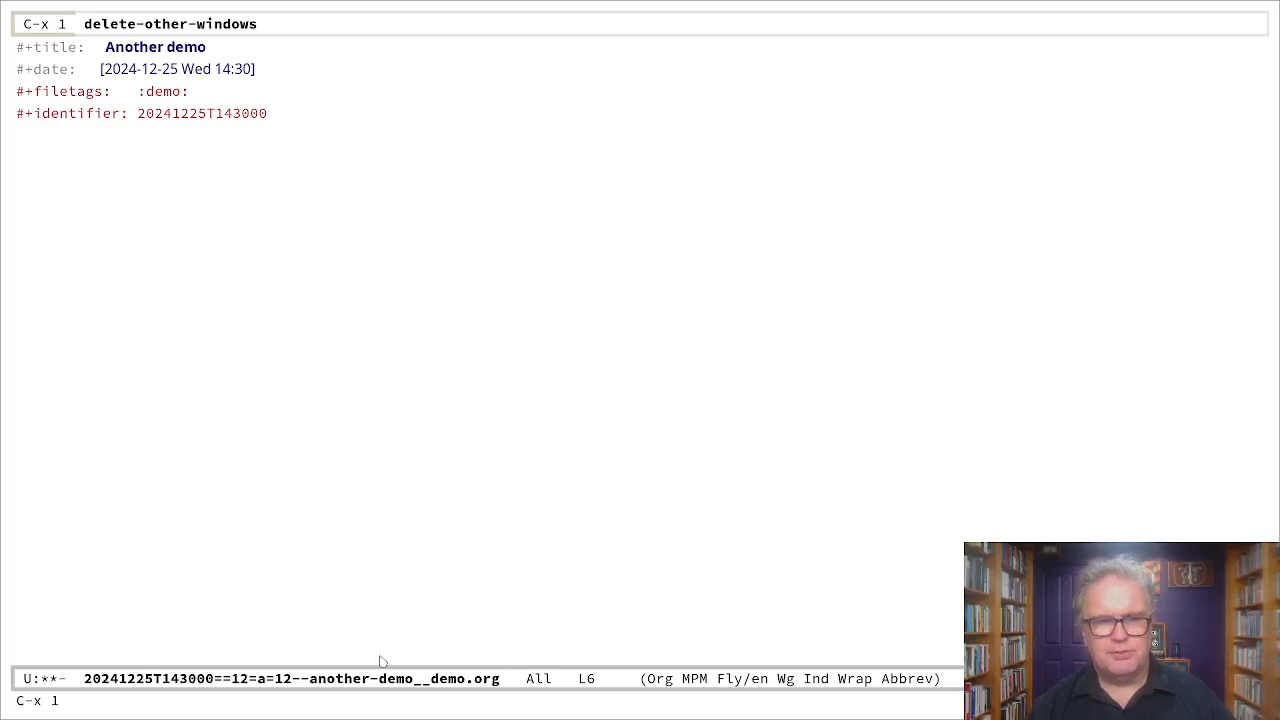 C-x 1 delete-other-windows
#+title: Another demo
#+date: [2024-12-25 Wed 14:30]
#+filetags: :demo:
#+identifier: 20241225T143000
U:**- 20241225T143000==12=a=12--another-demo__demo.org All L6 (Org MPM Fly/en Wg Ind Wrap Abbrev)
C-x 1